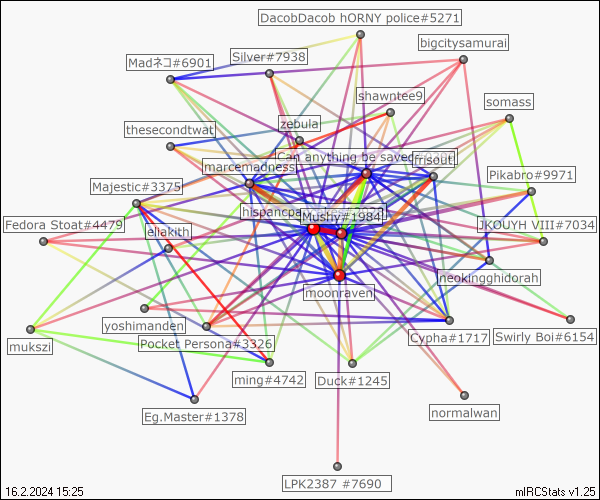 DacobDacob hORNY police#5271
bigcitysamurai
Silver#7938
Madネコ#6901
shawntee9
somass
zebula
thesecondtwat
Can anything be saved
frisout
marcemadness
Pikabro#9971
Majestic#3375
hispancpa
Mushy#1984
Fedora Stoat#4479
eliakith
JKOUYH VIII#7034
neokingghidorah
moonraven
yoshimanden
Cypha#1717
Swirly Boi#6154
mukszi
Pocket Persona#3326
ming#4742
Duck#1245
Eg.Master#1378
normalwan
LPK2387 #7690
16.2.2024 15:25
mIRCStats v1.25